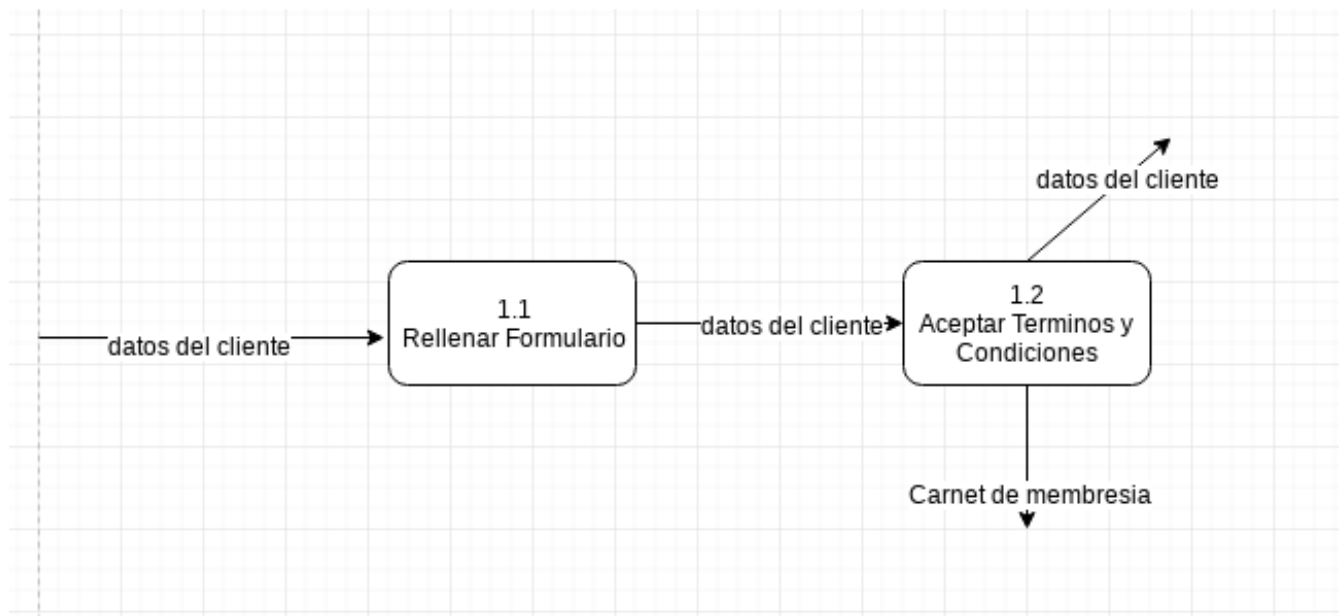 datos del cliente
1.1
Rellenar Formulario
datos del cliente
1.2
Aceptar Terminos y
Condiciones
datos del cliente
Carnet de membresia